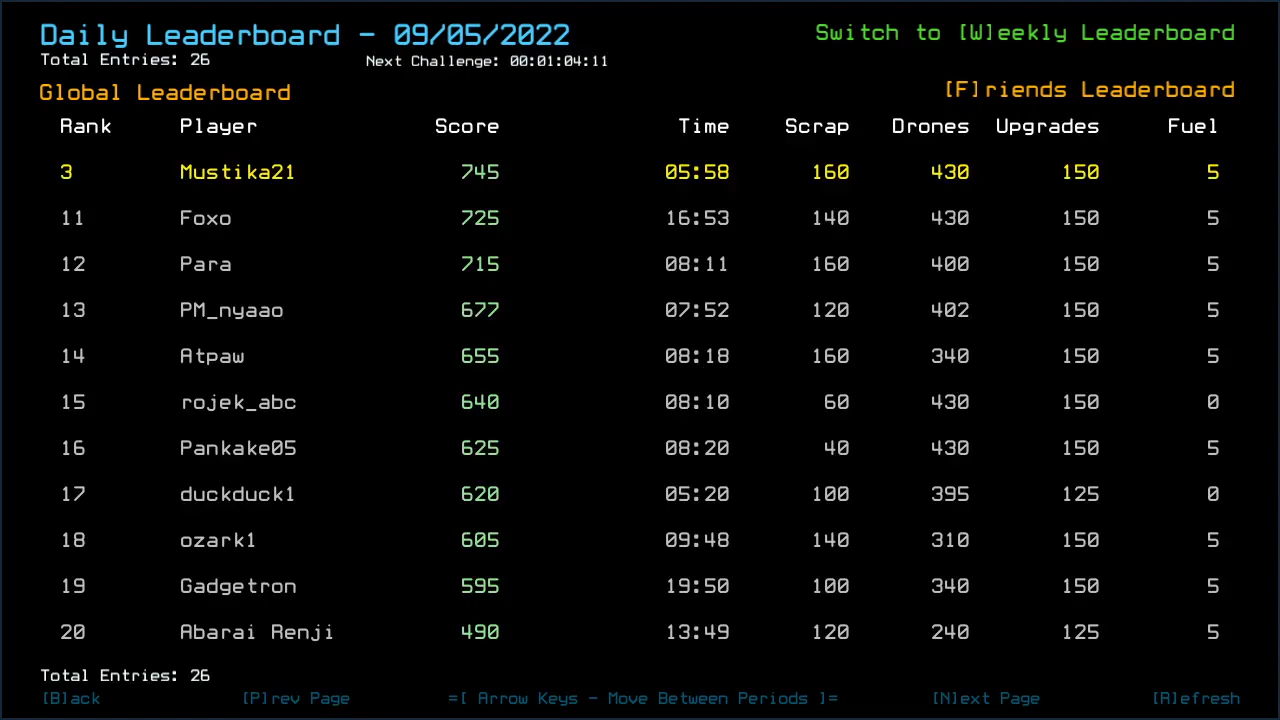 Daily Leaderboard - 09/05/2022 Switch to [W]eekly Leaderboard
Total Entries: 26 Next Challenge: 00:01:04:11
Global Leaderboard [F]riends Leaderboard
Rank Player Score Time Scrap Drones Upgrades Fuel
3 Mustika21 745 05:58 160 430 150 5
11 Foxo 725 16:53 140 430 150 5
12 Para 715 08:11 160 400 150 5
13 PM_nyaao 677 07:52 120 402 150 5
14 Atpaw 655 08:18 160 340 150 5
15 rojek_abc 640 08:10 60 430 150 0
16 Pankake05 625 08:20 40 430 150 5
17 duckduck1 620 05:20 100 395 125 0
18 ozark1 605 09:48 140 310 150 5
19 Gadgetron 595 19:50 100 340 150 5
20 Abarai Renji 490 13:49 120 240 125 5
Total Entries: 26
[B]ack [P]rev Page =[ Arrow Keys - Move Between Periods ]= [N]ext Page [R]efresh